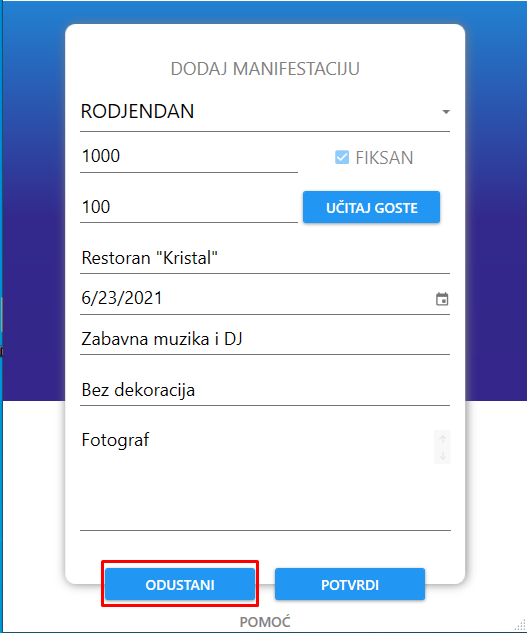 DODAJ MANIFESTACIJU
RODJENDAN
1000
FIKSAN
100
UČITAJ GOSTE
Restoran "Kristal"
6/23/2021
Zabavna muzika i DJ
Bez dekoracija
Fotograf
ODUSTANI
POTVRDI
POMOĆ